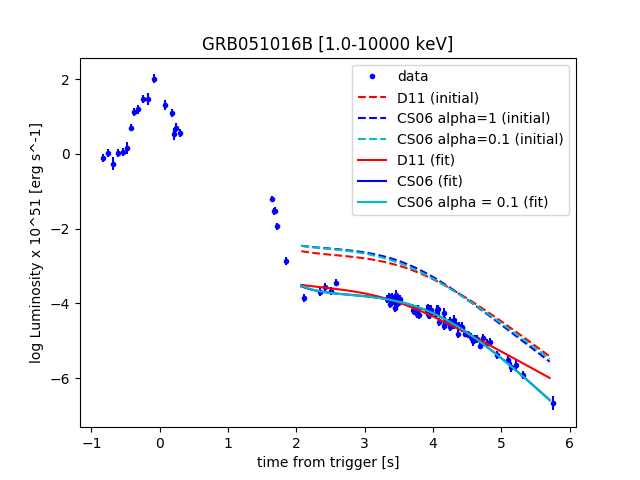 GRB051016B [1.0-10000 keV]
data
D11 (initial)
CS06 alpha=1 (initial)
CS06 alpha=0.1 (initial)
D11 (fit)
CS06 (fit)
CS06 alpha = 0.1 (fit)
log Luminosity x 10^51 [erg s^-1]
2
0
−2
−4
−6
−1 0 1 2 3 4 5 6
time from trigger [s]